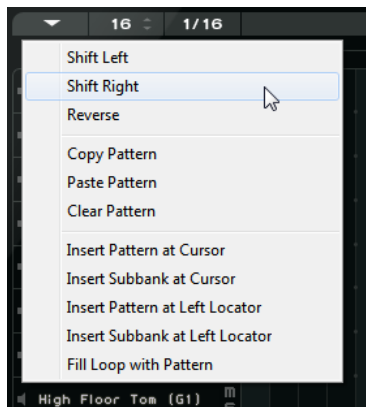 16 1/16
Shift Left
Shift Right
Reverse
Copy Pattern
Paste Pattern
Clear Pattern
Insert Pattern at Cursor
Insert Subbank at Cursor
Insert Pattern at Left Locator
Insert Subbank at Left Locator
Fill Loop with Pattern
High Floor Tom (G1) m